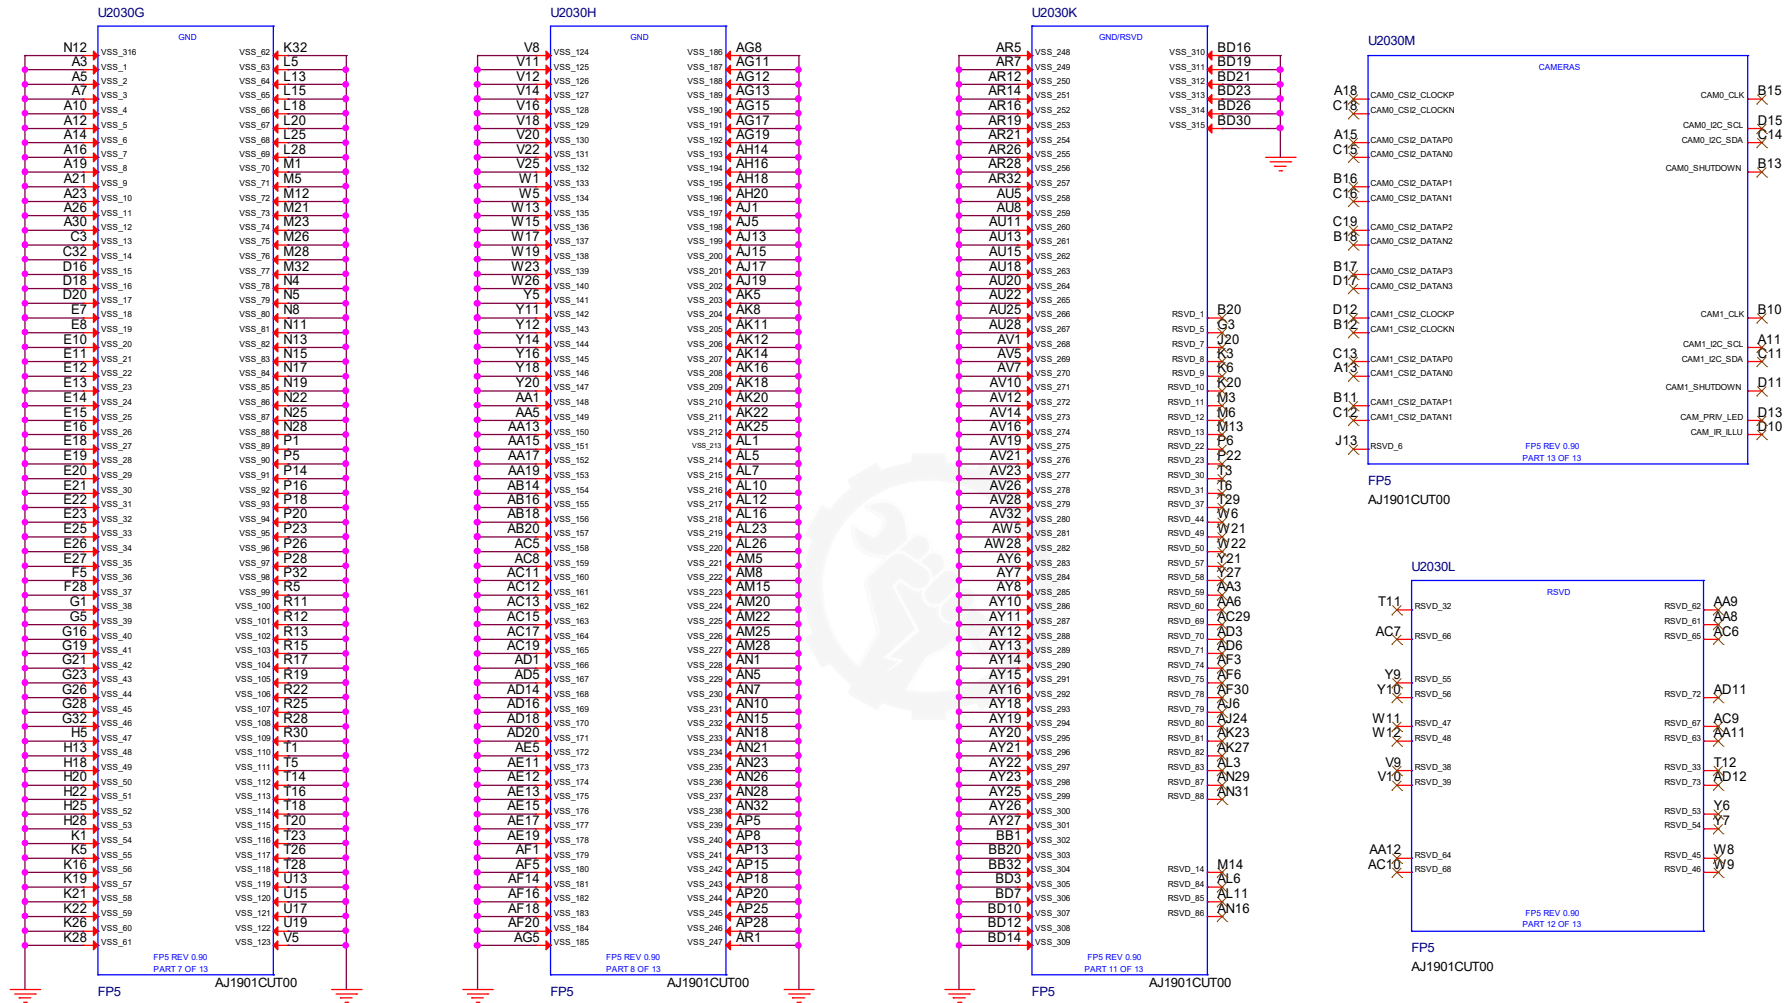 U2030G
GND
N12 VSS_316 VSS_62 K32
A3 VSS_1 VSS_63 L5
A5 VSS_2 VSS_64 L13
A7 VSS_3 VSS_65 L15
A10 VSS_4 VSS_66 L18
A12 VSS_5 VSS_67 L20
A14 VSS_6 VSS_68 L25
A16 VSS_7 VSS_69 L28
A19 VSS_8 VSS_70 M1
A21 VSS_9 VSS_71 M5
A23 VSS_10 VSS_72 M12
A26 VSS_11 VSS_73 M21
A30 VSS_12 VSS_74 M23
C3 VSS_13 VSS_75 M26
C32 VSS_14 VSS_76 M28
D16 VSS_15 VSS_77 M32
D18 VSS_16 VSS_78 N4
D20 VSS_17 VSS_79 N5
E7 VSS_18 VSS_80 N8
E8 VSS_19 VSS_81 N11
E10 VSS_20 VSS_82 N13
E11 VSS_21 VSS_83 N15
E12 VSS_22 VSS_84 N17
E13 VSS_23 VSS_85 N19
E14 VSS_24 VSS_86 N22
E15 VSS_25 VSS_87 N25
E16 VSS_26 VSS_88 N28
E18 VSS_27 VSS_89 P1
E19 VSS_28 VSS_90 P5
E20 VSS_29 VSS_91 P14
E21 VSS_30 VSS_92 P16
E22 VSS_31 VSS_93 P18
E23 VSS_32 VSS_94 P20
E25 VSS_33 VSS_95 P23
E26 VSS_34 VSS_96 P26
E27 VSS_35 VSS_97 P28
F5 VSS_36 VSS_98 P32
F28 VSS_37 VSS_99 R5
G1 VSS_38 VSS_100 R11
G5 VSS_39 VSS_101 R12
G16 VSS_40 VSS_102 R13
G19 VSS_41 VSS_103 R15
G21 VSS_42 VSS_104 R17
G23 VSS_43 VSS_105 R19
G26 VSS_44 VSS_106 R22
G28 VSS_45 VSS_107 R25
G32 VSS_46 VSS_108 R28
H5 VSS_47 VSS_109 R30
H13 VSS_48 VSS_110 T1
H18 VSS_49 VSS_111 T5
H20 VSS_50 VSS_112 T14
H22 VSS_51 VSS_113 T16
H25 VSS_52 VSS_114 T18
H28 VSS_53 VSS_115 T20
K1 VSS_54 VSS_116 T23
K5 VSS_55 VSS_117 T26
K16 VSS_56 VSS_118 T28
K19 VSS_57 VSS_119 U13
K21 VSS_58 VSS_120 U15
K22 VSS_59 VSS_121 U17
K26 VSS_60 VSS_122 U19
K28 VSS_61 VSS_123 V5
FP5 REV 0.90
PART 7 OF 13
AJ1901CUT00
FP5
U2030H
GND
V8 VSS_124 VSS_186 AG8
V11 VSS_125 VSS_187 AG11
V12 VSS_126 VSS_188 AG12
V14 VSS_127 VSS_189 AG13
V16 VSS_128 VSS_190 AG15
V18 VSS_129 VSS_191 AG17
V20 VSS_130 VSS_192 AG19
V22 VSS_131 VSS_193 AH14
V25 VSS_132 VSS_194 AH16
W1 VSS_133 VSS_195 AH18
W5 VSS_134 VSS_196 AH20
W13 VSS_135 VSS_197 AJ1
W15 VSS_136 VSS_198 AJ5
W17 VSS_137 VSS_199 AJ13
W19 VSS_138 VSS_200 AJ15
W23 VSS_139 VSS_201 AJ17
W26 VSS_140 VSS_202 AJ19
Y5 VSS_141 VSS_203 AK5
Y11 VSS_142 VSS_204 AK8
Y12 VSS_143 VSS_205 AK11
Y14 VSS_144 VSS_206 AK12
Y16 VSS_145 VSS_207 AK14
Y18 VSS_146 VSS_208 AK16
Y20 VSS_147 VSS_209 AK18
AA1 VSS_148 VSS_210 AK20
AA5 VSS_149 VSS_211 AK22
AA13 VSS_150 VSS_212 AK25
AA15 VSS_151 VSS_213 AL1
AA17 VSS_152 VSS_214 AL5
AA19 VSS_153 VSS_215 AL7
AB14 VSS_154 VSS_216 AL10
AB16 VSS_155 VSS_217 AL12
AB18 VSS_156 VSS_218 AL16
AB20 VSS_157 VSS_219 AL23
AC5 VSS_158 VSS_220 AL26
AC8 VSS_159 VSS_221 AM5
AC11 VSS_160 VSS_222 AM8
AC12 VSS_161 VSS_223 AM15
AC13 VSS_162 VSS_224 AM20
AC15 VSS_163 VSS_225 AM22
AC17 VSS_164 VSS_226 AM25
AC19 VSS_165 VSS_227 AM28
AD1 VSS_166 VSS_228 AN1
AD5 VSS_167 VSS_229 AN5
AD14 VSS_168 VSS_230 AN7
AD16 VSS_169 VSS_231 AN10
AD18 VSS_170 VSS_232 AN15
AD20 VSS_171 VSS_233 AN18
AE5 VSS_172 VSS_234 AN21
AE11 VSS_173 VSS_235 AN23
AE12 VSS_174 VSS_236 AN26
AE13 VSS_175 VSS_237 AN28
AE15 VSS_176 VSS_238 AN32
AE17 VSS_177 VSS_239 AP5
AE19 VSS_178 VSS_240 AP8
AF1 VSS_179 VSS_241 AP13
AF5 VSS_180 VSS_242 AP15
AF14 VSS_181 VSS_243 AP18
AF16 VSS_182 VSS_244 AP20
AF18 VSS_183 VSS_245 AP25
AF20 VSS_184 VSS_246 AP28
AG5 VSS_185 VSS_247 AR1
FP5 REV 0.90
PART 8 OF 13
AJ1901CUT00
FP5
U2030K
GND/RSVD
AR5 VSS_248 VSS_310 BD16
AR7 VSS_249 VSS_311 BD19
AR12 VSS_250 VSS_312 BD21
AR14 VSS_251 VSS_313 BD23
AR16 VSS_252 VSS_314 BD26
AR19 VSS_253 VSS_315 BD30
AR21 VSS_254
AR26 VSS_255
AR28 VSS_256
AR32 VSS_257
AU5 VSS_258
AU8 VSS_259
AU11 VSS_260
AU13 VSS_261
AU15 VSS_262
AU18 VSS_263
AU20 VSS_264
AU22 VSS_265
AU25 VSS_266 RSVD_1 B20
AU28 VSS_267 RSVD_5 G3
AV1 VSS_268 RSVD_7 J20
AV5 VSS_269 RSVD_8 K3
AV7 VSS_270 RSVD_9 K6
AV10 VSS_271 RSVD_10 K20
AV12 VSS_272 RSVD_11 M3
AV14 VSS_273 RSVD_12 M6
AV16 VSS_274 RSVD_13 M13
AV19 VSS_275 RSVD_22 P6
AV21 VSS_276 RSVD_23 P22
AV23 VSS_277 RSVD_30 T3
AV26 VSS_278 RSVD_31 T6
AV28 VSS_279 RSVD_37 T29
AV32 VSS_280 RSVD_44 W6
AW5 VSS_281 RSVD_49 W21
AW28 VSS_282 RSVD_50 W22
AY6 VSS_283 RSVD_57 Y21
AY7 VSS_284 RSVD_58 Y27
AY8 VSS_285 RSVD_59 AA3
AY10 VSS_286 RSVD_60 AA6
AY11 VSS_287 RSVD_69 AC29
AY12 VSS_288 RSVD_70 AD3
AY13 VSS_289 RSVD_71 AD6
AY14 VSS_290 RSVD_74 AF3
AY15 VSS_291 RSVD_75 AF6
AY16 VSS_292 RSVD_78 AF30
AY18 VSS_293 RSVD_79 AJ6
AY19 VSS_294 RSVD_80 AJ24
AY20 VSS_295 RSVD_81 AK23
AY21 VSS_296 RSVD_82 AK27
AY22 VSS_297 RSVD_83 AL3
AY23 VSS_298 RSVD_87 AN29
AY25 VSS_299 RSVD_88 AN31
AY26 VSS_300
AY27 VSS_301
BB1 VSS_302
BB20 VSS_303
BB32 VSS_304 RSVD_14 M14
BD3 VSS_305 RSVD_84 AL6
BD7 VSS_306 RSVD_85 AL11
BD10 VSS_307 RSVD_86 AN16
BD12 VSS_308
BD14 VSS_309
FP5 REV 0.90
PART 11 OF 13
AJ1901CUT00
FP5
U2030M
CAMERAS
A18 CAM0_CSI2_CLOCKP CAM0_CLK B15
C18 CAM0_CSI2_CLOCKN
CAM0_I2C_SCL D15
A15 CAM0_CSI2_DATAP0 CAM0_I2C_SDA C14
C15 CAM0_CSI2_DATAN0
CAM0_SHUTDOWN B13
B16 CAM0_CSI2_DATAP1
C16 CAM0_CSI2_DATAN1
C19 CAM0_CSI2_DATAP2
B18 CAM0_CSI2_DATAN2
B17 CAM0_CSI2_DATAP3
D17 CAM0_CSI2_DATAN3
D12 CAM1_CSI2_CLOCKP CAM1_CLK B10
B12 CAM1_CSI2_CLOCKN
CAM1_I2C_SCL A11
C13 CAM1_CSI2_DATAP0 CAM1_I2C_SDA C11
A13 CAM1_CSI2_DATAN0
CAM1_SHUTDOWN D11
B11 CAM1_CSI2_DATAP1
C12 CAM1_CSI2_DATAN1 CAM_PRIV_LED D13
CAM_IR_ILLU D10
J13 RSVD_6
FP5 REV 0.90
PART 13 OF 13
FP5
AJ1901CUT00
U2030L
RSVD
T11 RSVD_32 RSVD_62 AA9
RSVD_61 AA8
AC7 RSVD_66 RSVD_65 AC6
Y9 RSVD_55
Y10 RSVD_56 RSVD_72 AD11
W11 RSVD_47 RSVD_67 AC9
W12 RSVD_48 RSVD_63 AA11
V9 RSVD_38 RSVD_33 T12
V10 RSVD_39 RSVD_73 AD12
RSVD_53 Y6
RSVD_54 Y7
AA12 RSVD_64 RSVD_45 W8
AC10 RSVD_68 RSVD_46 W9
FP5 REV 0.90
PART 12 OF 13
FP5
AJ1901CUT00